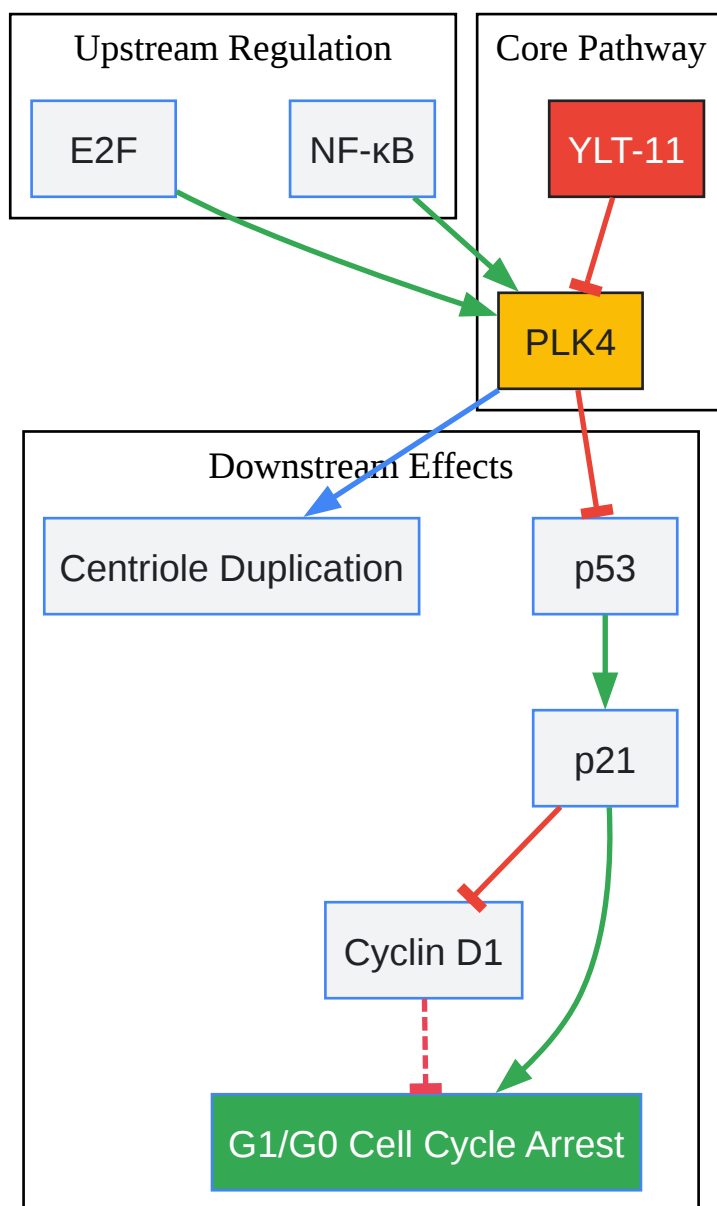 Upstream Regulation
Core Pathway
E2F
NF-κB
YLT-11
PLK4
Downstream Effects
Centriole Duplication
p53
p21
Cyclin D1
G1/G0 Cell Cycle Arrest